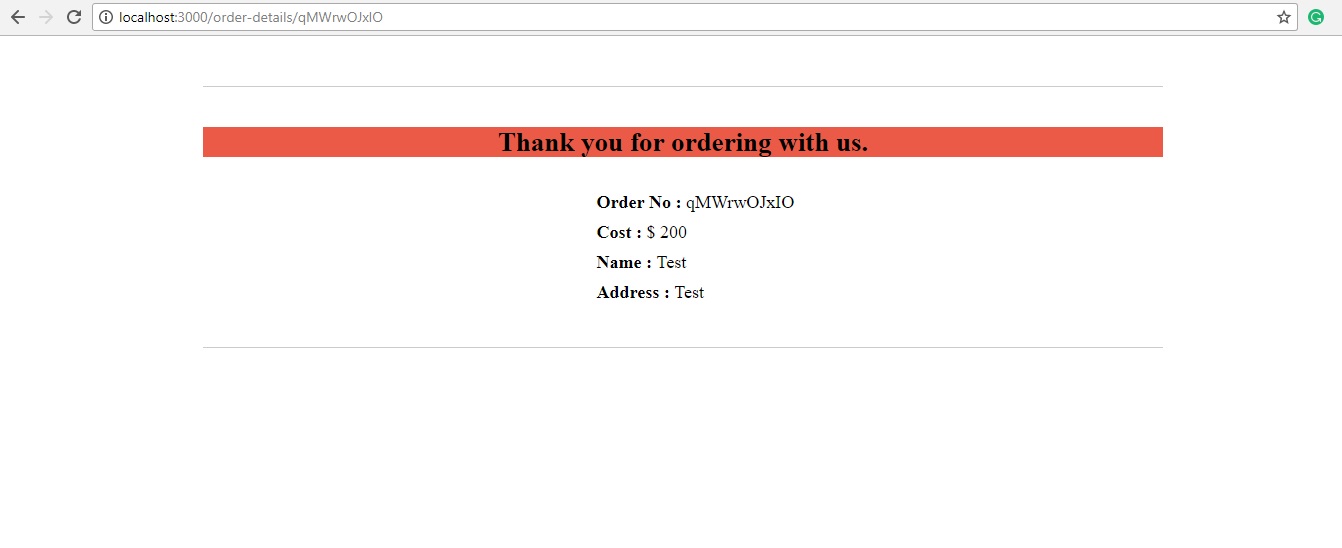 localhost:3000/order-details/qMWrwOJxIO
Thank you for ordering with us.
Order No : qMWrwOJxIO
Cost : $ 200
Name : Test
Address : Test